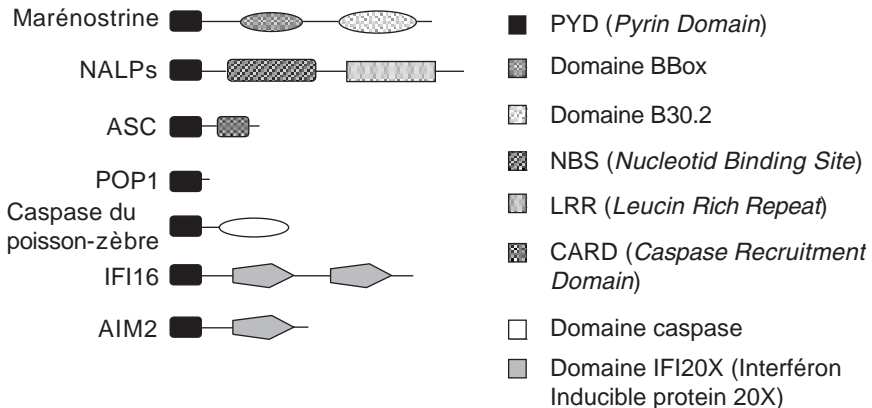 Marénostrine
NALPs
ASC
POP1
Caspase du
poisson-zèbre
IFI16
AIM2
PYD (Pyrin Domain)
Domaine BBox
Domaine B30.2
NBS (Nucleotid Binding Site)
LRR (Leucin Rich Repeat)
CARD (Caspase Recruitment
Domain)
Domaine caspase
Domaine IFI20X (Interféron
Inducible protein 20X)